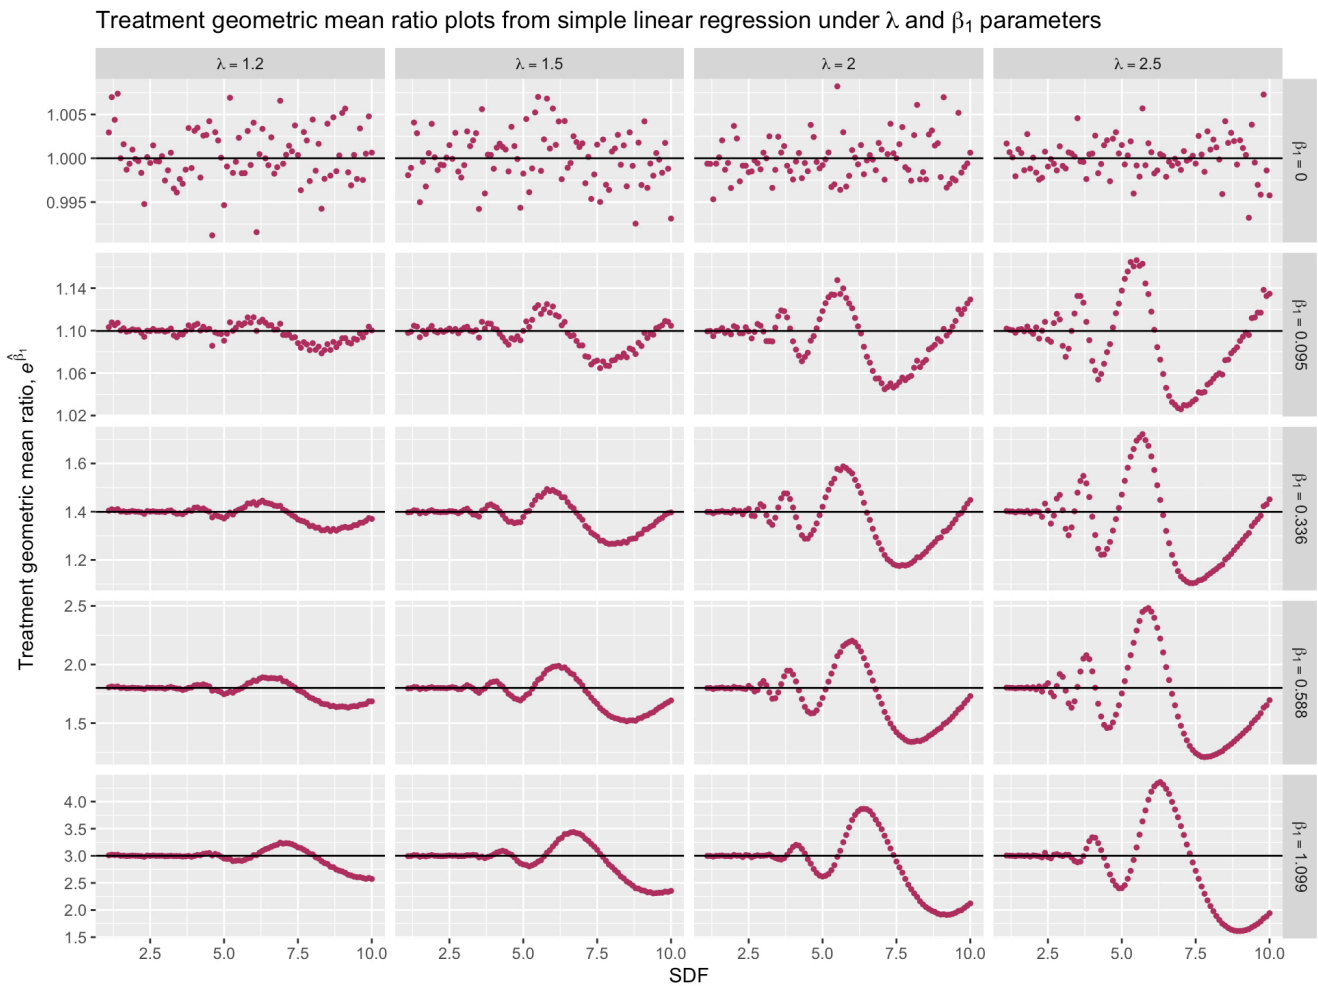 Treatment geometric mean ratio plots from simple linear regression under λ and β₁ parameters
λ = 1.2
λ = 1.5
λ = 2
λ = 2.5
1.005
1.000
0.995
β₁ = 0
1.14
1.10
1.06
1.02
β₁ = 0.095
1.6
1.4
1.2
β₁ = 0.336
2.5
2.0
1.5
β₁ = 0.588
4.0
3.5
3.0
2.5
2.0
1.5
β₁ = 1.099
Treatment geometric mean ratio, e^β̂₁
2.5 5.0 7.5 10.0
2.5 5.0 7.5 10.0
2.5 5.0 7.5 10.0
2.5 5.0 7.5 10.0
SDF